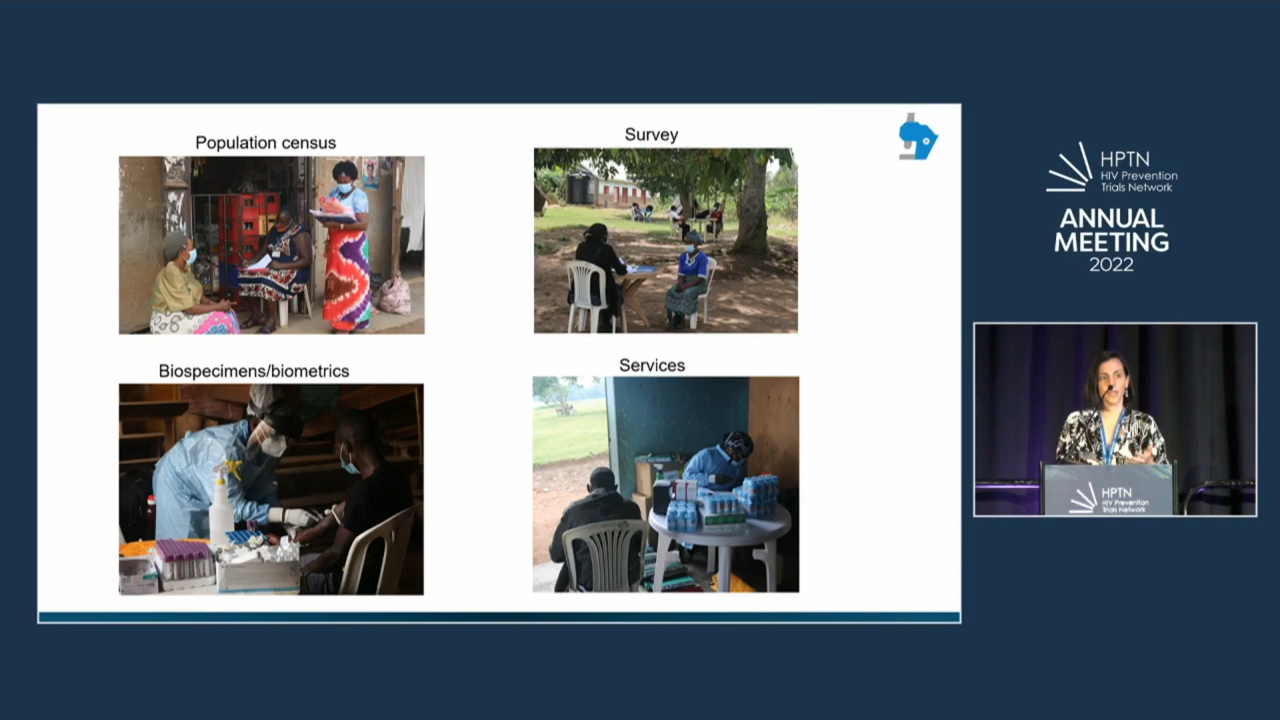 Population census
Survey
Biospecimens/biometrics
Services
HPTN
HIV Prevention
Trials Network
ANNUAL
MEETING
2022
HPTN
HIV Prevention
Trials Network